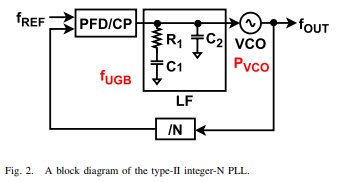 fREF PFD/CP R1 C2 VCO fOUT
C1
fUGB PVCO
LF
/N
Fig. 2. A block diagram of the type-II integer-N PLL.